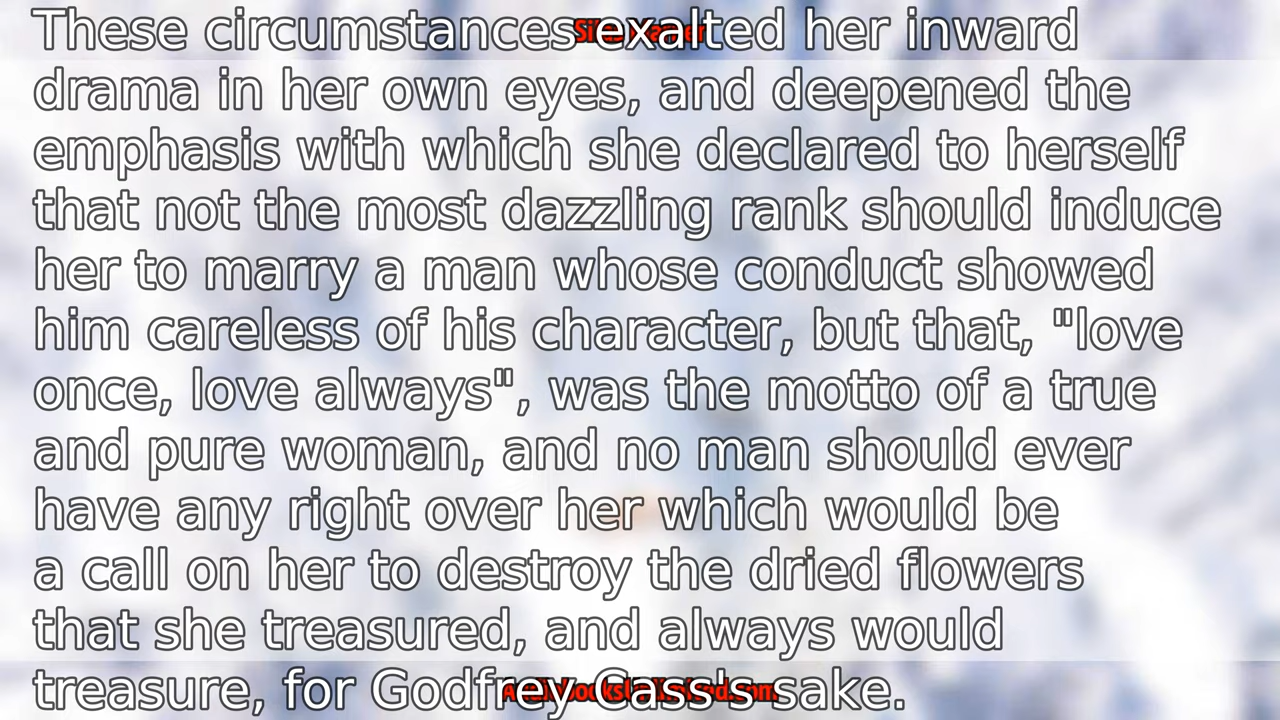 These circumstances exalted her inward
drama in her own eyes, and deepened the
emphasis with which she declared to herself
that not the most dazzling rank should induce
her to marry a man whose conduct showed
him careless of his character, but that, "love
once, love always", was the motto of a true
and pure woman, and no man should ever
have any right over her which would be
a call on her to destroy the dried flowers
that she treasured, and always would
treasure, for Godfrey Cass's sake.